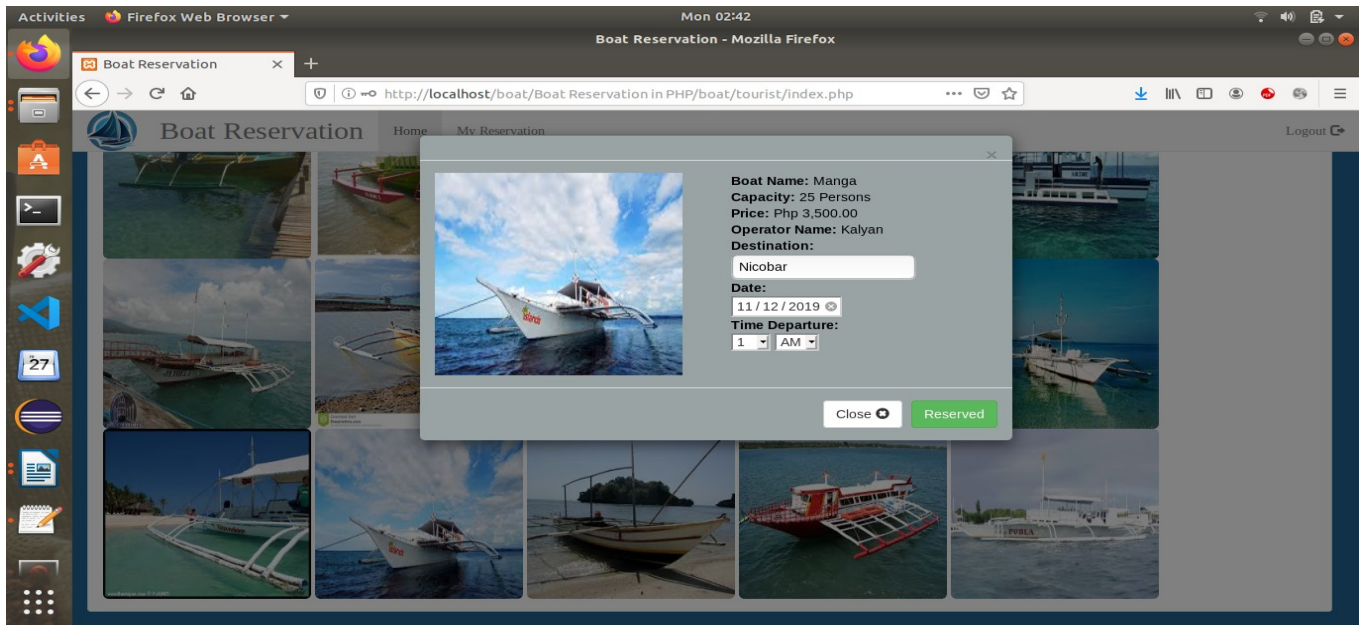 Activities Firefox Web Browser Mon 02:42
Boat Reservation - Mozilla Firefox
Boat Reservation
http://localhost/boat/Boat Reservation in PHP/boat/tourist/index.php
Boat Reservation Home My Reservation Logout
Boat Name: Manga
Capacity: 25 Persons
Price: Php 3,500.00
Operator Name: Kalyan
Destination:
Nicobar
Date:
11 / 12 / 2019
Time Departure:
1 AM
Close Reserved
27